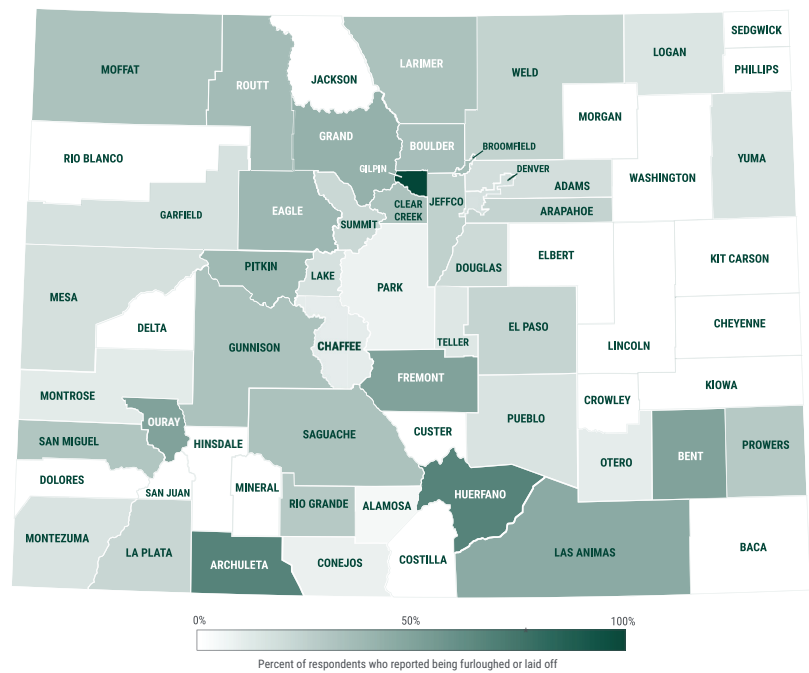 SEDGWICK
LOGAN
MOFFAT
LARIMER
PHILLIPS
WELD
JACKSON
ROUTT
MORGAN
GRAND
BOULDER
BROOMFIELD
RIO BLANCO
YUMA
GILPIN
DENVER
WASHINGTON
ADAMS
CLEAR
CREEK
JEFFCO
EAGLE
ARAPAHOE
GARFIELD
SUMMIT
ELBERT
KIT CARSON
PITKIN
DOUGLAS
LAKE
PARK
MESA
CHEYENNE
DELTA
EL PASO
TELLER
LINCOLN
GUNNISON
CHAFFEE
FREMONT
KIOWA
MONTROSE
CROWLEY
PUEBLO
OURAY
CUSTER
SAGUACHE
SAN MIGUEL
HINSDALE
PROWERS
BENT
OTERO
DOLORES
MINERAL
SAN JUAN
HUERFANO
RIO GRANDE
ALAMOSA
MONTEZUMA
LA PLATA
LAS ANIMAS
BACA
COSTILLA
CONEJOS
ARCHULETA
0%
50%
100%
Percent of respondents who reported being furloughed or laid off